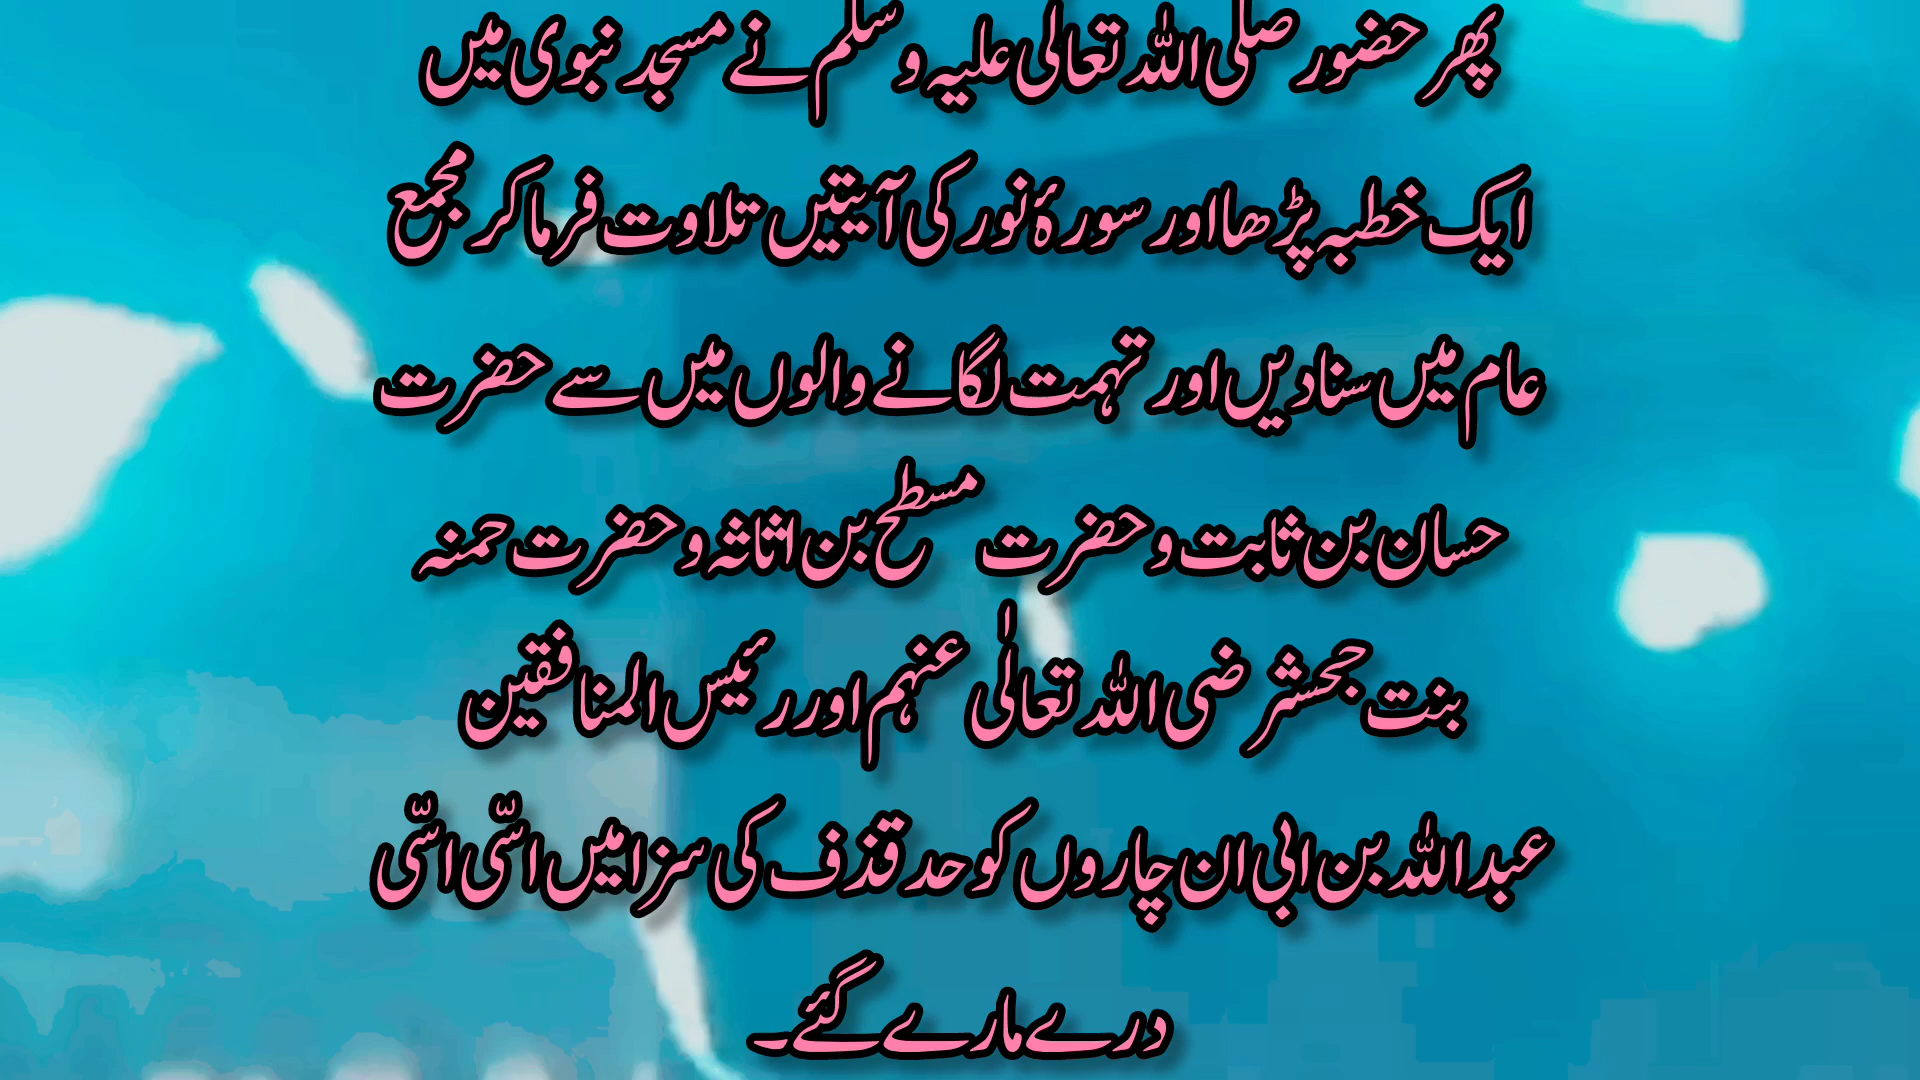 پھر حضور صلی اللہ تعالی علیہ وسلم نے مسجد نبوی میں
ایک خطبہ پڑھا اور سورۂ نور کی آیتیں تلاوت فرما کر مجمع
عام میں سنا دیں اور تہمت لگانے والوں میں سے حضرت
حسان بن ثابت و حضرت مسطح بن اثاثہ و حضرت حمنہ
بنت جحشر ضی اللہ تعالٰی عنہم اور رئیس المنافقین
عبداللہ بن ابی ان چاروں کو حد قذف کی سزا میں اسّی اسّی
درے مارے گئے۔